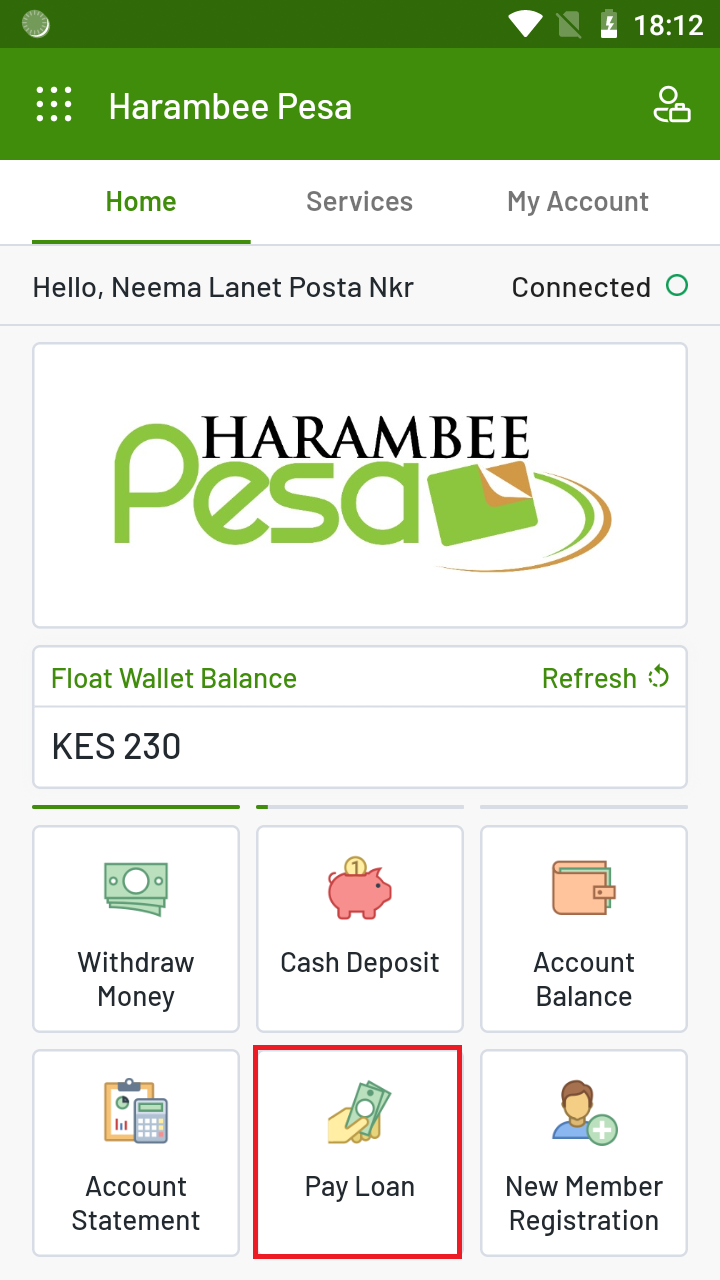 18:12
Harambee Pesa
Home Services My Account
Hello, Neema Lanet Posta Nkr Connected
HARAMBEE
Pesa
Float Wallet Balance Refresh
KES 230
1
Withdraw
Money
Cash Deposit
Account
Balance
Account
Statement
Pay Loan
New Member
Registration